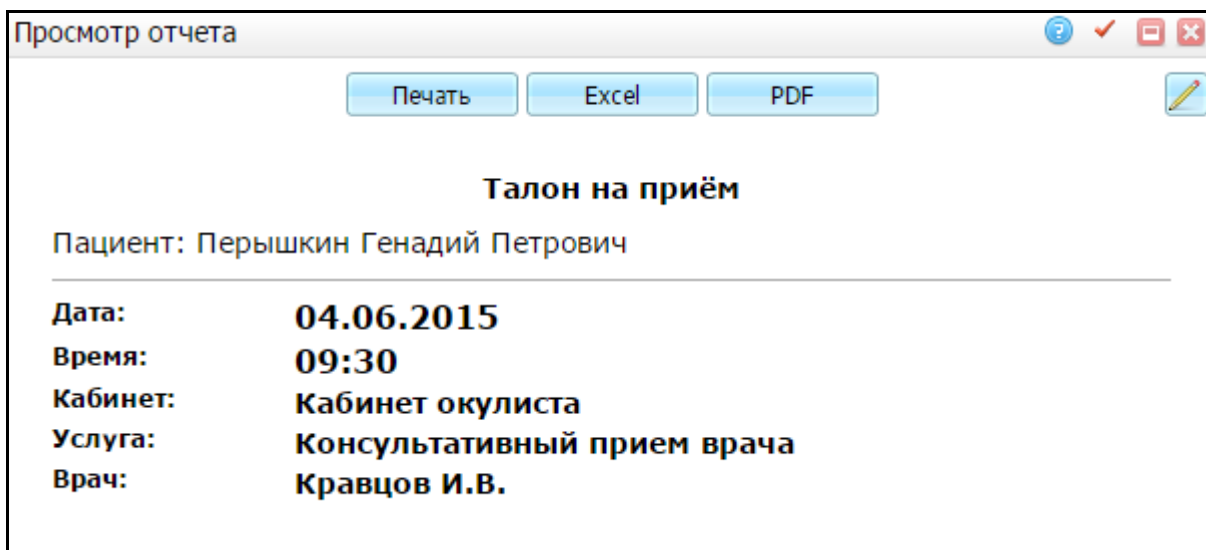 Просмотр отчета
Печать Excel PDF
Талон на приём
Пациент: Перышкин Генадий Петрович
Дата: 04.06.2015
Время: 09:30
Кабинет: Кабинет окулиста
Услуга: Консультативный прием врача
Врач: Кравцов И.В.